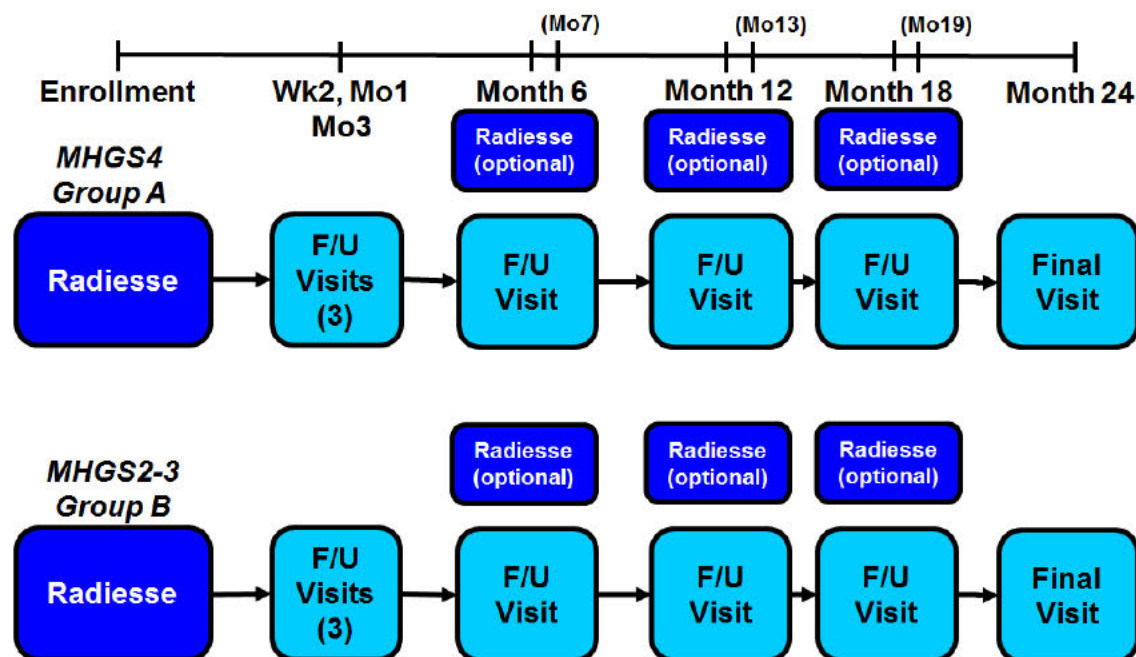 (Mo7)
(Mo13)
(Mo19)
Enrollment
Wk2, Mo1
Mo3
Month 6
Month 12
Month 18
Month 24
MHGS4
Group A
Radiesse
(optional)
Radiesse
(optional)
Radiesse
(optional)
Radiesse
F/U
Visits
(3)
F/U
Visit
F/U
Visit
F/U
Visit
Final
Visit
MHGS2-3
Group B
Radiesse
(optional)
Radiesse
(optional)
Radiesse
(optional)
Radiesse
F/U
Visits
(3)
F/U
Visit
F/U
Visit
F/U
Visit
Final
Visit